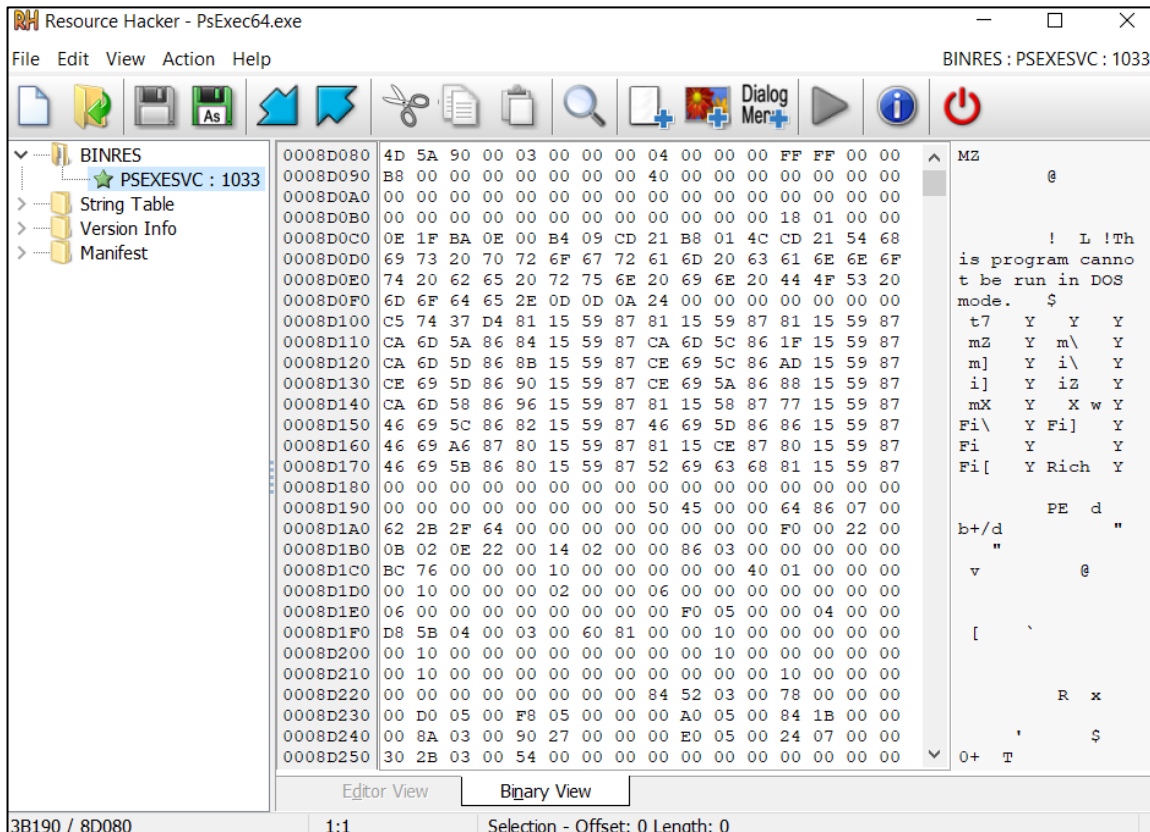 Resource Hacker - PsExec64.exe
File Edit View Action Help
BINRES : PSEXESVC : 1033
As
Dialog
Menu
BINRES
PSEXESVC : 1033
String Table
Version Info
Manifest
0008D080 4D 5A 90 00 03 00 00 00 04 00 00 00 FF FF 00 00 MZ
0008D090 B8 00 00 00 00 00 00 00 40 00 00 00 00 00 00 00 @
0008D0A0 00 00 00 00 00 00 00 00 00 00 00 00 00 00 00 00
0008D0B0 00 00 00 00 00 00 00 00 00 00 00 00 18 01 00 00
0008D0C0 0E 1F BA 0E 00 B4 09 CD 21 B8 01 4C CD 21 54 68 ! L !Th
0008D0D0 69 73 20 70 72 6F 67 72 61 6D 20 63 61 6E 6E 6F is program canno
0008D0E0 74 20 62 65 20 72 75 6E 20 69 6E 20 44 4F 53 20 t be run in DOS
0008D0F0 6D 6F 64 65 2E 0D 0D 0A 24 00 00 00 00 00 00 00 mode. $
0008D100 C5 74 37 D4 81 15 59 87 81 15 59 87 81 15 59 87 t7 Y Y Y
0008D110 CA 6D 5A 86 84 15 59 87 CA 6D 5C 86 1F 15 59 87 mZ Y m\ Y
0008D120 CA 6D 5D 86 8B 15 59 87 CE 69 5C 86 AD 15 59 87 m] Y i\ Y
0008D130 CE 69 5D 86 90 15 59 87 CE 69 5A 86 88 15 59 87 i] Y iZ Y
0008D140 CA 6D 58 86 96 15 59 87 81 15 58 87 77 15 59 87 mX Y X w Y
0008D150 46 69 5C 86 82 15 59 87 46 69 5D 86 86 15 59 87 Fi\ Y Fi] Y
0008D160 46 69 A6 87 80 15 59 87 81 15 CE 87 80 15 59 87 Fi Y Y
0008D170 46 69 5B 86 80 15 59 87 52 69 63 68 81 15 59 87 Fi[ Y Rich Y
0008D180 00 00 00 00 00 00 00 00 00 00 00 00 00 00 00 00
0008D190 00 00 00 00 00 00 00 00 50 45 00 00 64 86 07 00 PE d
0008D1A0 62 2B 2F 64 00 00 00 00 00 00 00 00 F0 00 22 00 b+/d "
0008D1B0 0B 02 0E 22 00 14 02 00 00 86 03 00 00 00 00 00 "
0008D1C0 BC 76 00 00 00 10 00 00 00 00 00 40 01 00 00 00 v @
0008D1D0 00 10 00 00 00 02 00 00 06 00 00 00 00 00 00 00
0008D1E0 06 00 00 00 00 00 00 00 00 F0 05 00 00 04 00 00
0008D1F0 D8 5B 04 00 03 00 60 81 00 00 10 00 00 00 00 00 [ `
0008D200 00 10 00 00 00 00 00 00 00 00 10 00 00 00 00 00
0008D210 00 10 00 00 00 00 00 00 00 00 00 00 10 00 00 00
0008D220 00 00 00 00 00 00 00 00 84 52 03 00 78 00 00 00 R x
0008D230 00 D0 05 00 F8 05 00 00 00 A0 05 00 84 1B 00 00
0008D240 00 8A 03 00 90 27 00 00 00 E0 05 00 24 07 00 00 ' $
0008D250 30 2B 03 00 54 00 00 00 00 00 00 00 00 00 00 00 0+ T
Editor View
Binary View
3B190 / 8D080 1:1 Selection - Offset: 0 Length: 0